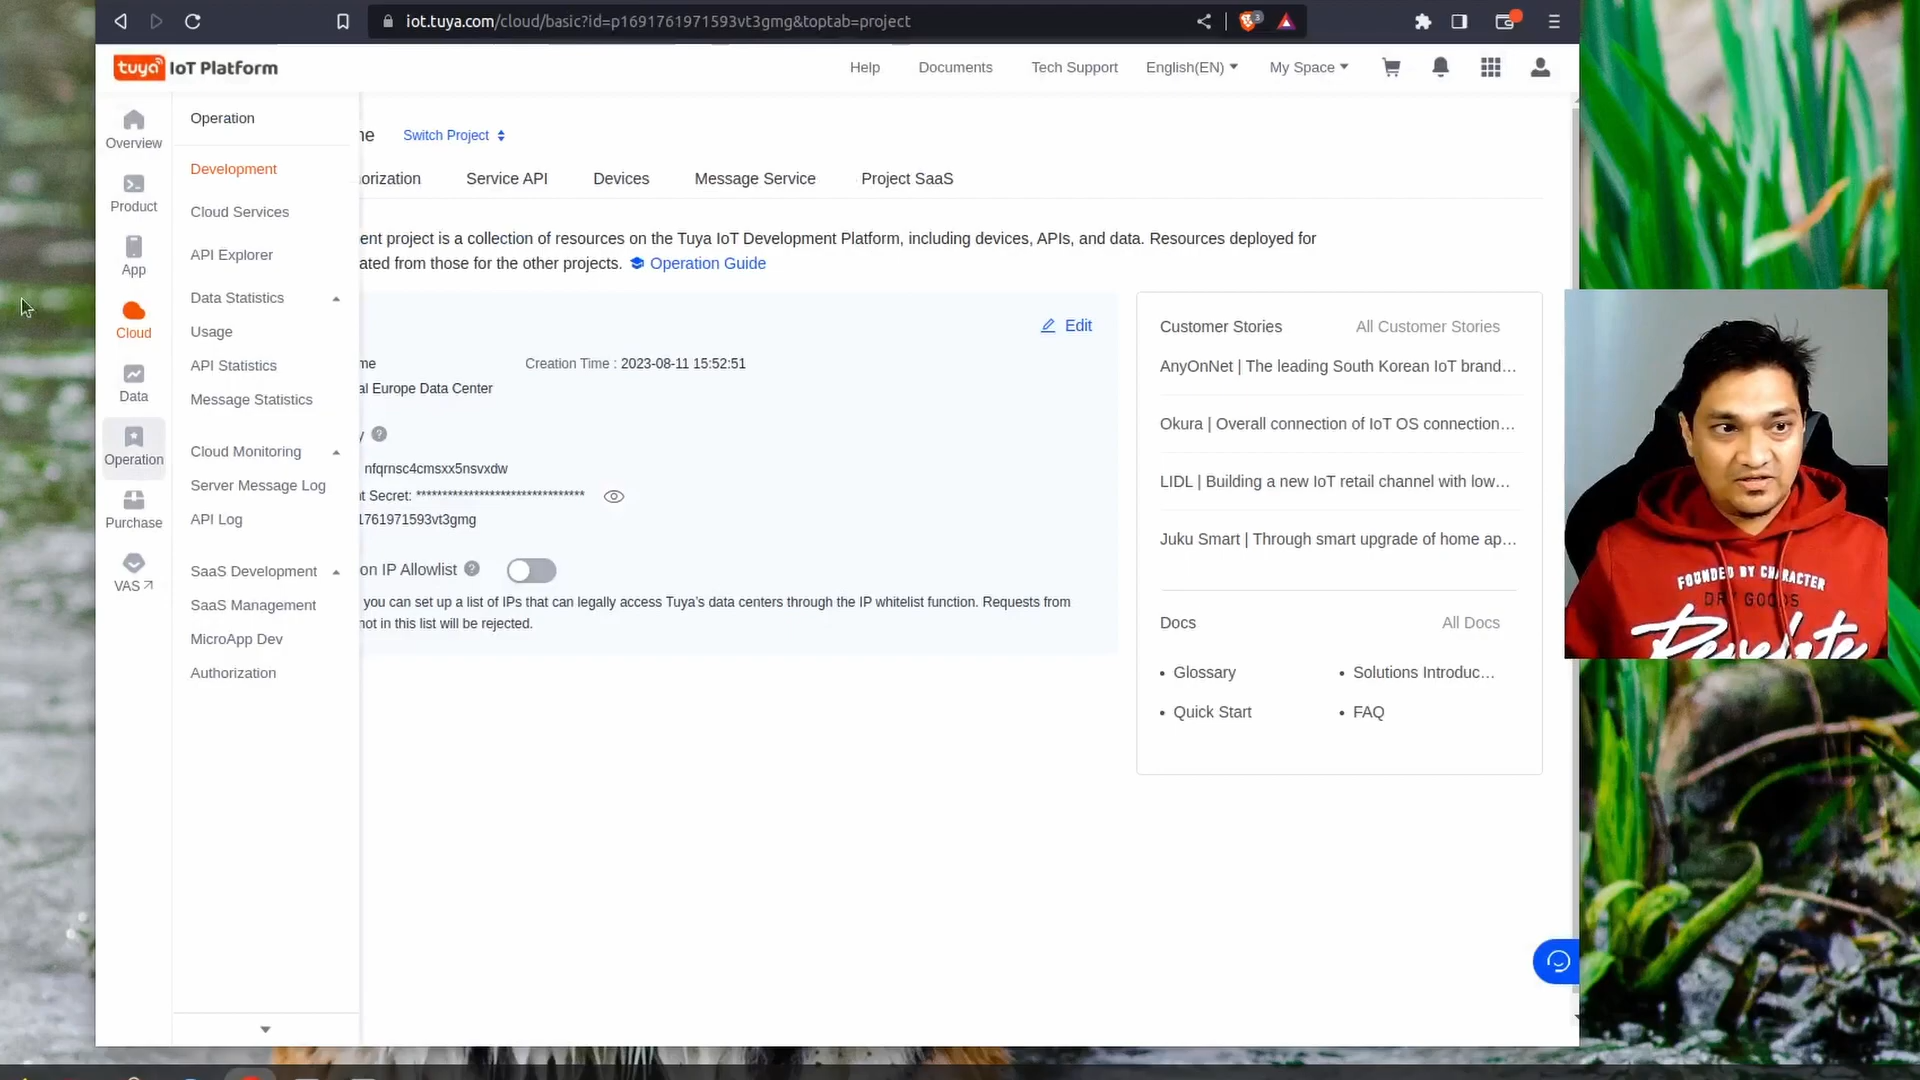 iot.tuya.com/cloud/basic?id=p1691761971593vt3gmg&toptab=project
3
tuya IoT Platform
Help
Documents
Tech Support
English(EN)
My Space
Overview
Product
App
Cloud
Data
Operation
Purchase
VAS
Operation
Development
Cloud Services
API Explorer
Data Statistics
Usage
API Statistics
Message Statistics
Cloud Monitoring
Server Message Log
API Log
SaaS Development
SaaS Management
MicroApp Dev
Authorization
ne Switch Project
orization
Service API
Devices
Message Service
Project SaaS
ent project is a collection of resources on the Tuya IoT Development Platform, including devices, APIs, and data. Resources deployed for
ated from those for the other projects. Operation Guide
Edit
me Creation Time : 2023-08-11 15:52:51
al Europe Data Center
y ?
nfqrnsc4cmsxx5nsvxdw
t Secret: ********************************
1761971593vt3gmg
on IP Allowlist ?
you can set up a list of IPs that can legally access Tuya's data centers through the IP whitelist function. Requests from
not in this list will be rejected.
Customer Stories All Customer Stories
AnyOnNet | The leading South Korean IoT brand...
Okura | Overall connection of IoT OS connection...
LIDL | Building a new IoT retail channel with low...
Juku Smart | Through smart upgrade of home ap...
Docs All Docs
• Glossary
• Solutions Introduc...
• Quick Start
• FAQ
FOUNDED BY CHARACTER
DRY GOODS